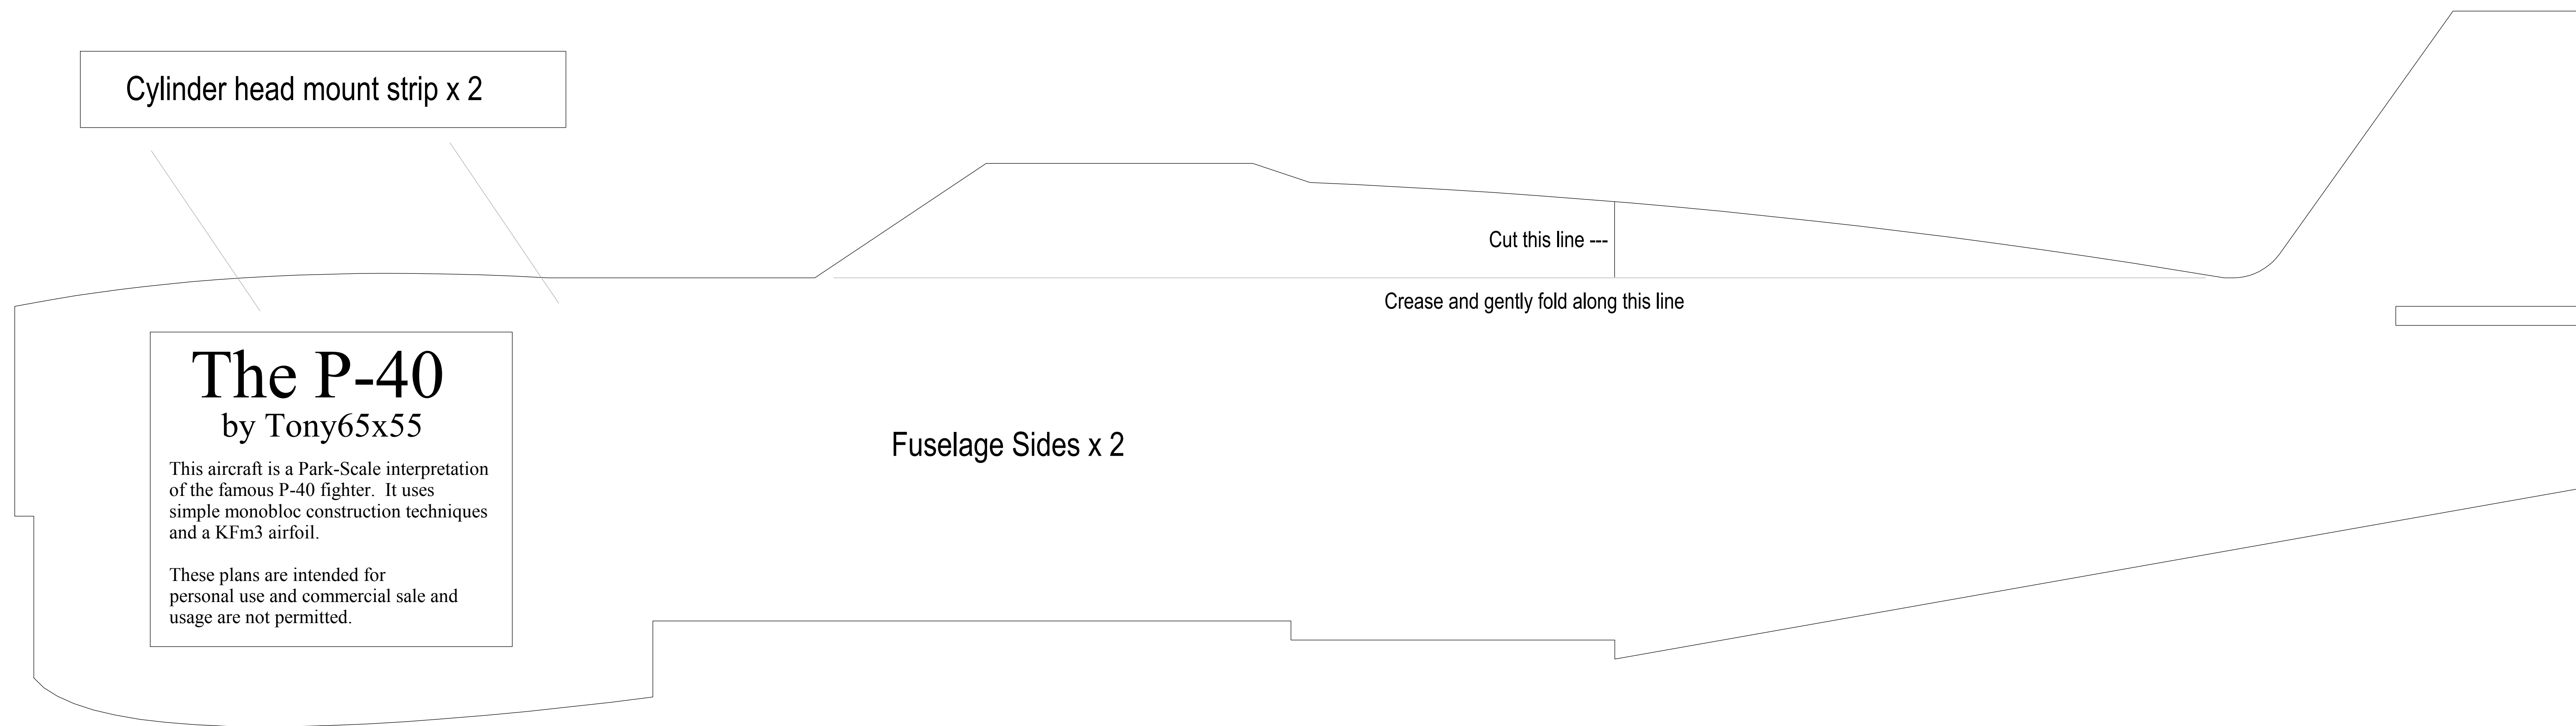 Cylinder head mount strip x 2
Cut this line ---
Crease and gently fold along this line
The P-40
by Tony65x55
This aircraft is a Park-Scale interpretation
of the famous P-40 fighter.  It uses
simple monobloc construction techniques
and a KFm3 airfoil.
These plans are intended for
personal use and commercial sale and
usage are not permitted.
Fuselage Sides x 2